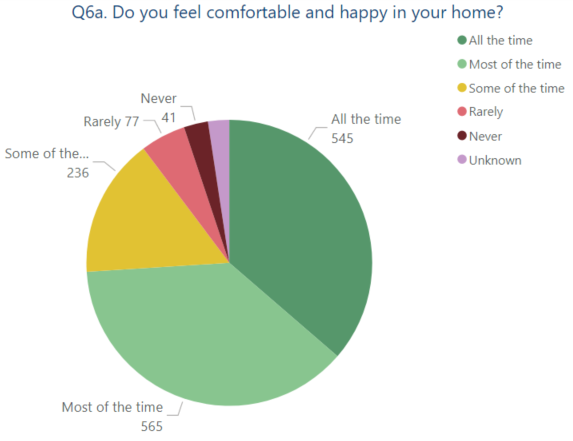 Q6a. Do you feel comfortable and happy in your home?
All the time
Most of the time
Some of the time
Rarely
Never
Unknown
Never
41
Rarely 77
Some of the...
236
All the time
545
Most of the time
565